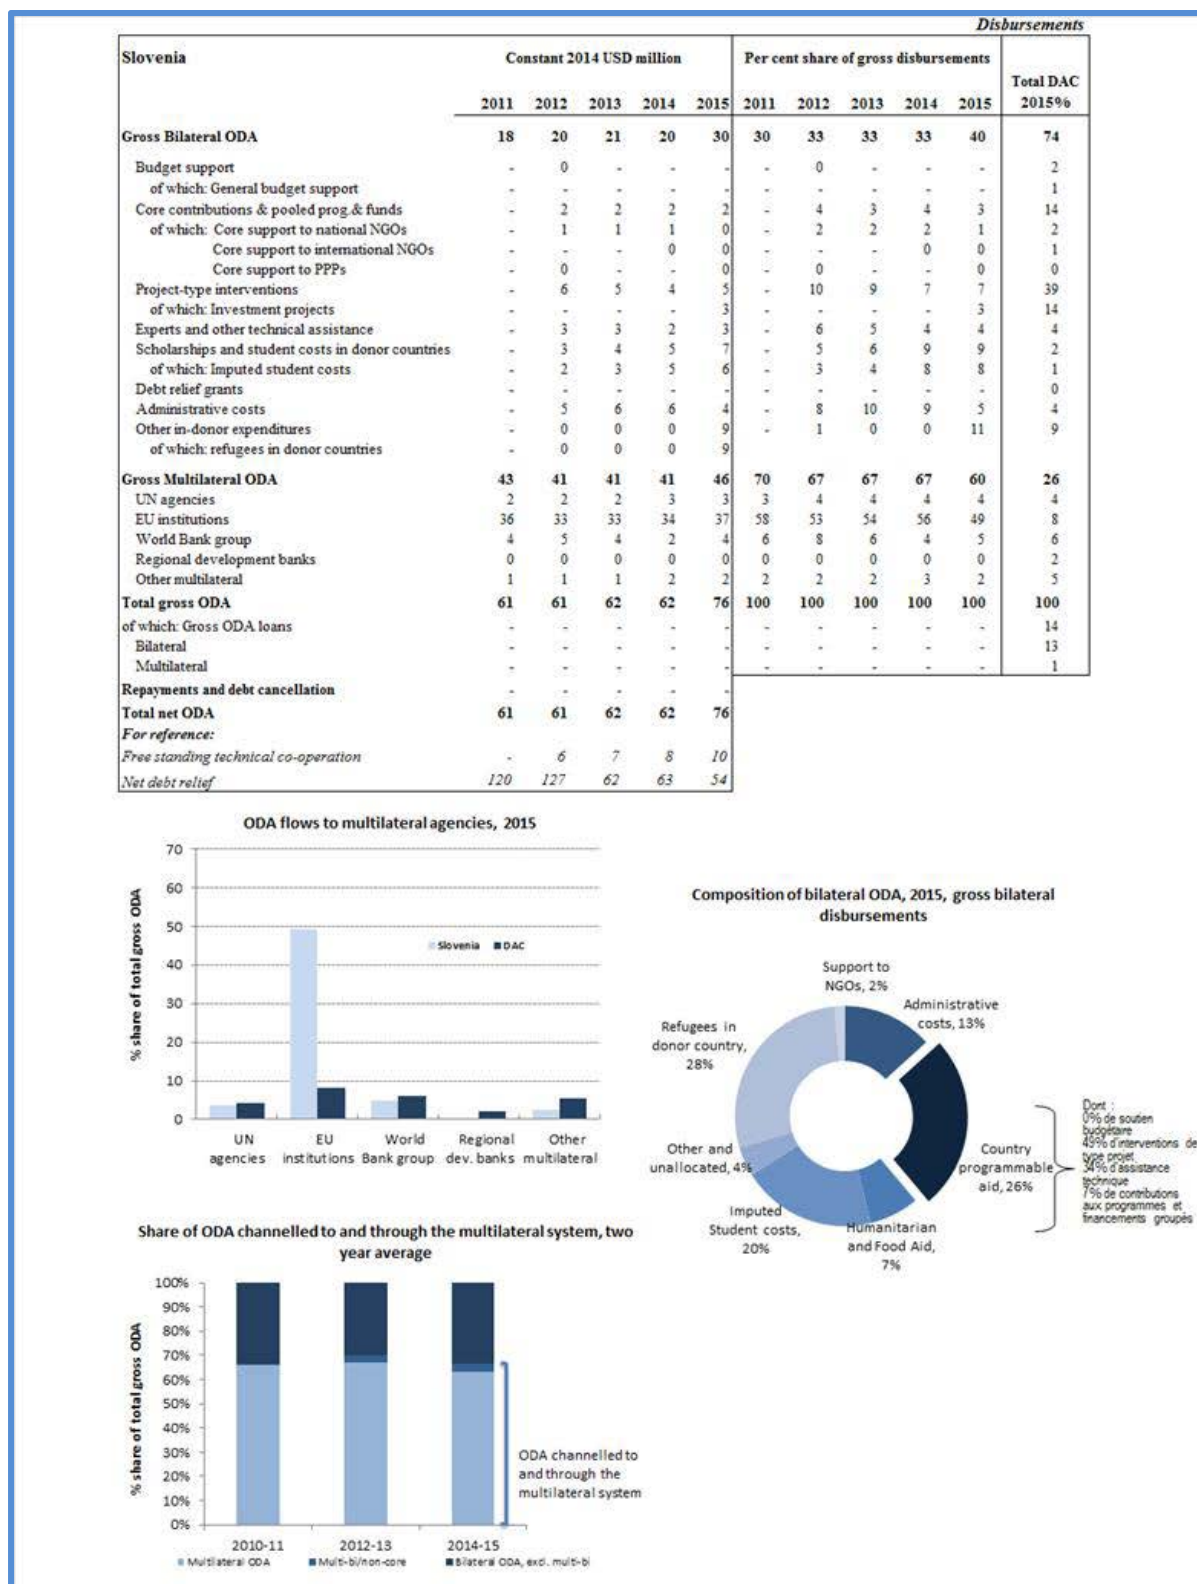 Disbursements
Slovenia Constant 2014 USD million Per cent share of gross disbursements
Total DAC
2011 2012 2013 2014 2015 2011 2012 2013 2014 2015 2015%
Gross Bilateral ODA 18 20 21 20 30 30 33 33 33 40 74
Budget support - 0 - - - - 0 - - - 2
of which: General budget support - - - - - - - - - - 1
Core contributions & pooled prog.& funds - 2 2 2 2 - 4 3 4 3 14
of which: Core support to national NGOs - 1 1 1 0 - 2 2 2 1 2
Core support to international NGOs - - - 0 0 - - - 0 0 1
Core support to PPPs - 0 - - 0 - 0 - - 0 0
Project-type interventions - 6 5 4 5 - 10 9 7 7 39
of which: Investment projects - - - - 3 - - - - 3 14
Experts and other technical assistance - 3 3 2 3 - 6 5 4 4 4
Scholarships and student costs in donor countries - 3 4 5 7 - 5 6 9 9 2
of which: Imputed student costs - 2 3 5 6 - 3 4 8 8 1
Debt relief grants - - - - - - - - - - 0
Administrative costs - 5 6 6 4 - 8 10 9 5 4
Other in-donor expenditures - 0 0 0 9 - 1 0 0 11 9
of which: refugees in donor countries - 0 0 0 9
Gross Multilateral ODA 43 41 41 41 46 70 67 67 67 60 26
UN agencies 2 2 2 3 3 3 4 4 4 4 4
EU institutions 36 33 33 34 37 58 53 54 56 49 8
World Bank group 4 5 4 2 4 6 8 6 4 5 6
Regional development banks 0 0 0 0 0 0 0 0 0 0 2
Other multilateral 1 1 1 2 2 2 2 2 3 2 5
Total gross ODA 61 61 62 62 76 100 100 100 100 100 100
of which: Gross ODA loans - - - - - - - - - - 14
Bilateral - - - - - - - - - - 13
Multilateral - - - - - - - - - - 1
Repayments and debt cancellation - - - - -
Total net ODA 61 61 62 62 76
For reference:
Free standing technical co-operation - 6 7 8 10
Net debt relief 120 127 62 63 54
ODA flows to multilateral agencies, 2015
% share of total gross ODA
70
60
50
40
30
20
10
0
Slovenia DAC
UN
agencies
EU
institutions
World
Bank group
Regional
dev. banks
Other
multilateral
Composition of bilateral ODA, 2015, gross bilateral
disbursements
Support to
NGOs, 2%
Administrative
costs, 13%
Refugees in
donor country,
28%
Country
programmable
aid, 26%
Other and
unallocated, 4%
Imputed
Student costs,
20%
Humanitarian
and Food Aid,
7%
Dont :
0% de soutien
budgétaire
49% d'interventions de
type projet
34% d'assistance
technique
7% de contributions
aux programmes et
financements groupés
Share of ODA channelled to and through the multilateral system, two
year average
% share of total gross ODA
100%
90%
80%
70%
60%
50%
40%
30%
20%
10%
0%
2010-11 2012-13 2014-15
ODA channelled to
and through the
multilateral system
Multilateral ODA Multi-bi/non-core Bilateral ODA, excl. multi-bi